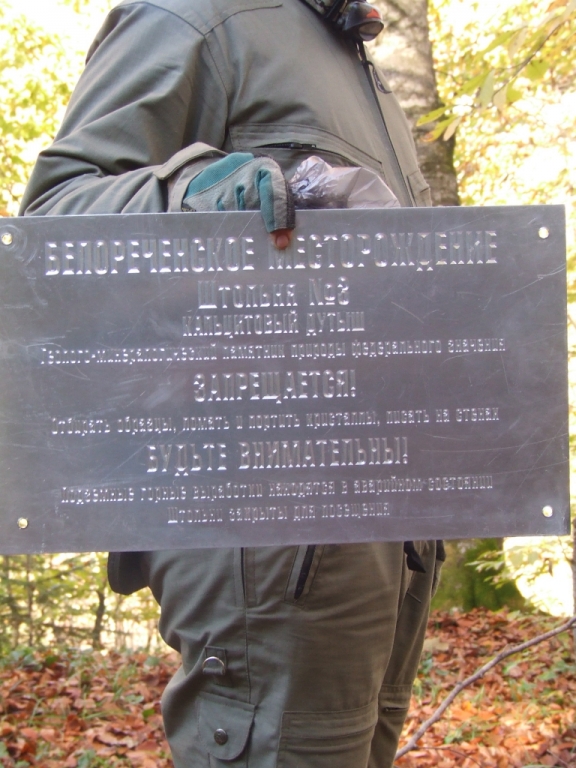 БЕЛОРЕЧЕНСКОЕ МЕСТОРОЖДЕНИЕ
Штольня №2
КАЛЬЦИТОВЫЙ ДУТЫШ
Геолого-минералогический памятник природы федерального значения
ЗАПРЕЩАЕТСЯ!
Отбирать образцы, ломать и портить кристаллы, писать на стенах
БУДЬТЕ ВНИМАТЕЛЬНЫ!
Подземные горные выработки находятся в аварийном состоянии
Штольни закрыты для посещения